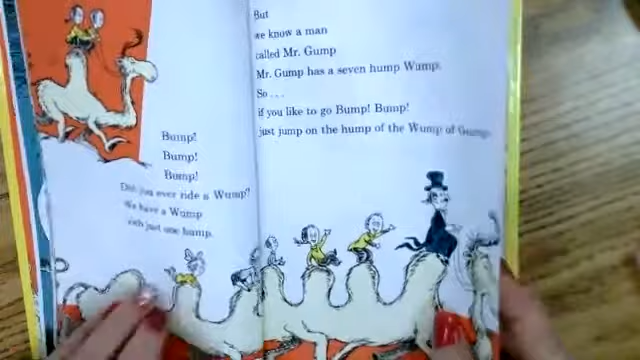 Bump!
Bump!
Bump!
Did you ever ride a Wump?
We have a Wump
with just one hump.
But
we know a man
called Mr. Gump
Mr. Gump has a seven hump Wump.
So . . .
if you like to go Bump! Bump!
just jump on the hump of the Wump of Gump.